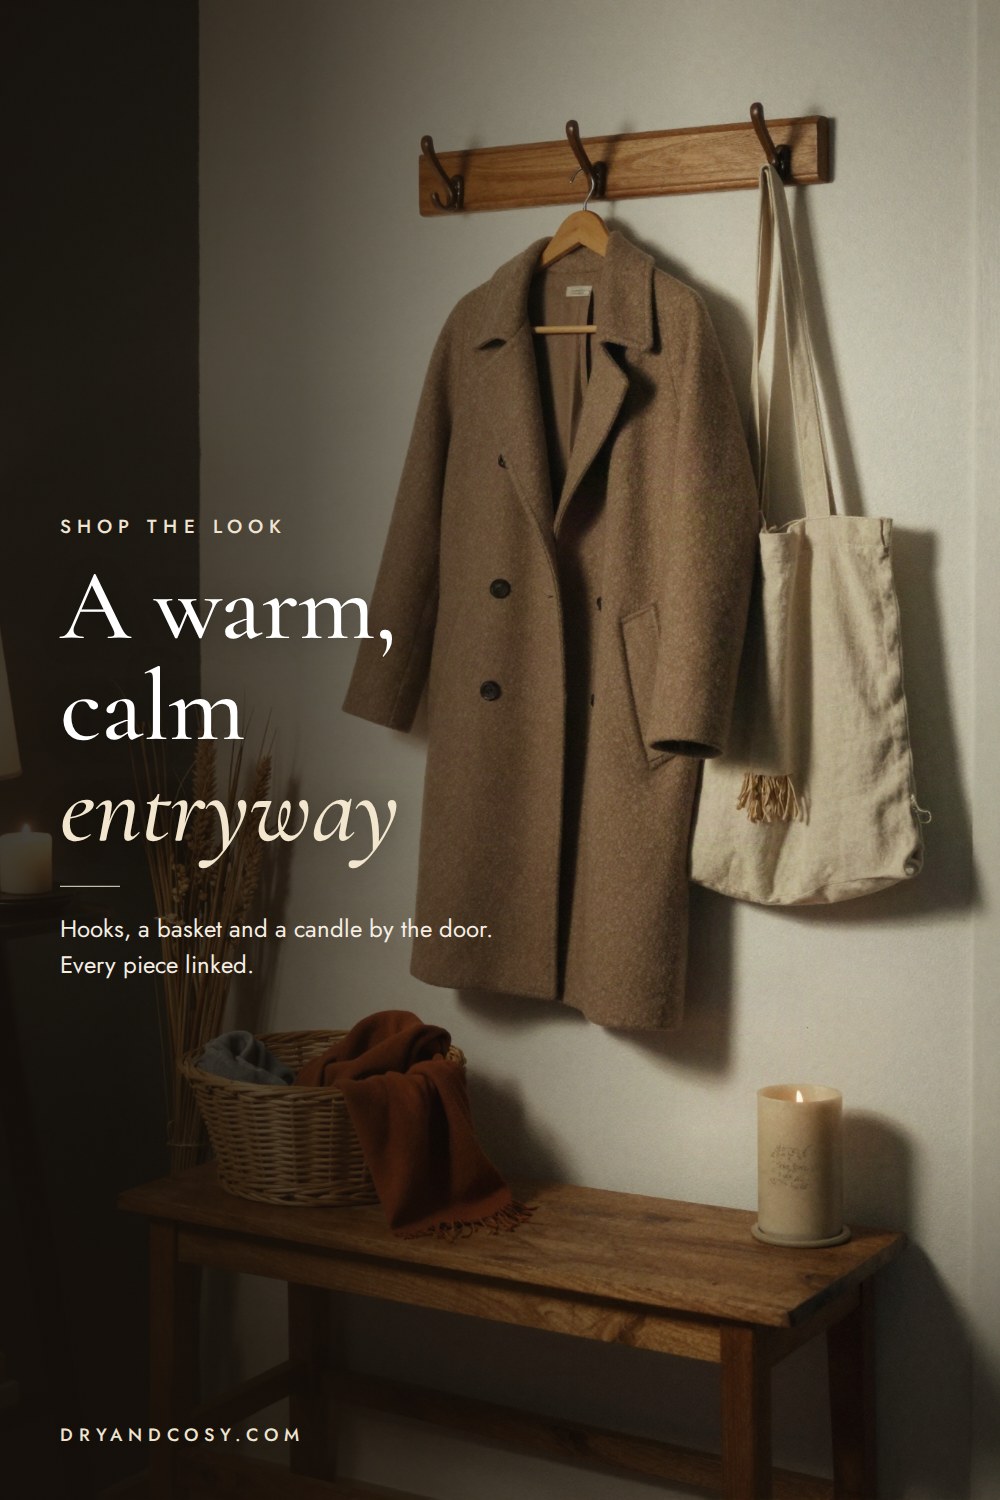 SHOP THE LOOK
A warm,
calm
entryway
Hooks, a basket and a candle by the door.
Every piece linked.
DRYANDCOSY.COM